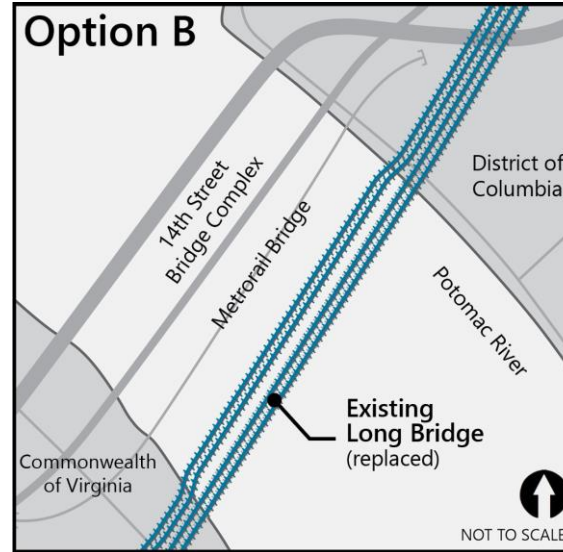 Option B
14th Street
Bridge Complex
Metrorail Bridge
District of
Columbia
Potomac River
Existing
Long Bridge
(replaced)
Commonwealth
of Virginia
NOT TO SCALE